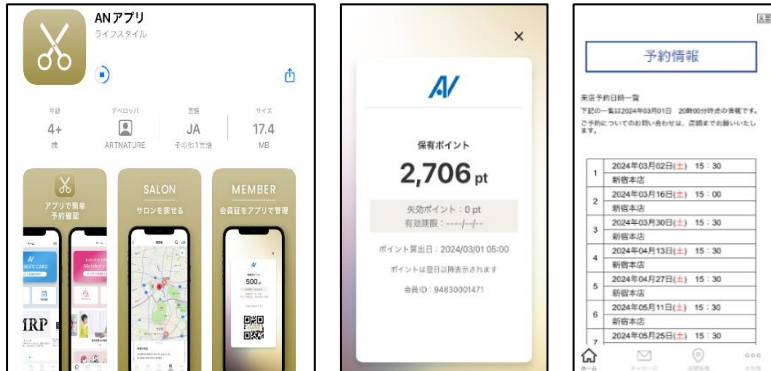 ANアプリ
ライフスタイル
年齢
デベロッパ
言語
サイズ
4+
JA
17.4
歳
ARTNATURE
その他1言語
MB
アプリで簡単
予約確認
SALON
サロンを探せる
MEMBER
会員証をアプリで管理
500
保有ポイント
2,706 pt
失効ポイント：0 pt
有効期限：----/--/--
ポイント算出日：2024/03/01 05:00
ポイントは翌日以降表示されます
会員ID：94830001471
予約情報
来店予約日時一覧
下記の一覧は2024年03月01日 20時00分時点の情報です。
ご予約についてのお問い合わせは、店舗までお願いいたし
ます。
1 2024年03月02日(土) 15：30
新宿本店
2 2024年03月16日(土) 15：00
新宿本店
3 2024年03月30日(土) 15：30
新宿本店
4 2024年04月13日(土) 15：30
新宿本店
5 2024年04月27日(土) 15：30
新宿本店
6 2024年05月11日(土) 15：30
新宿本店
7 2024年05月25日(土) 15：30
ホーム